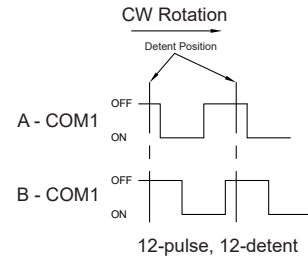 CW Rotation
Detent Position
OFF
A - COM1
ON
OFF
B - COM1
ON
12-pulse, 12-detent